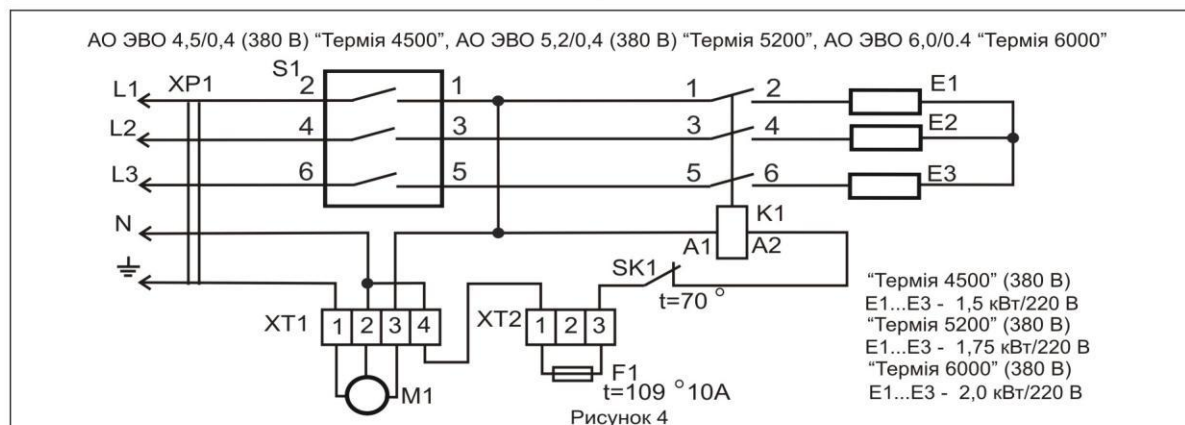 АО ЭВО 4,5/0,4 (380 В) “Термія 4500”, АО ЭВО 5,2/0,4 (380 В) “Термія 5200”, АО ЭВО 6,0/0.4 “Термія 6000”
L1 XP1 2 S1 1 1 2 E1
L2 4 3 3 4 E2
L3 6 5 5 6 E3
N K1
A1 A2
SK1
t=70 °
XT1 1 2 3 4 XT2 1 2 3
M1 F1
t=109 °10A
“Термія 4500” (380 В)
E1...E3 - 1,5 кВт/220 В
“Термія 5200” (380 В)
E1...E3 - 1,75 кВт/220 В
“Термія 6000” (380 В)
E1...E3 - 2,0 кВт/220 В
Рисунок 4